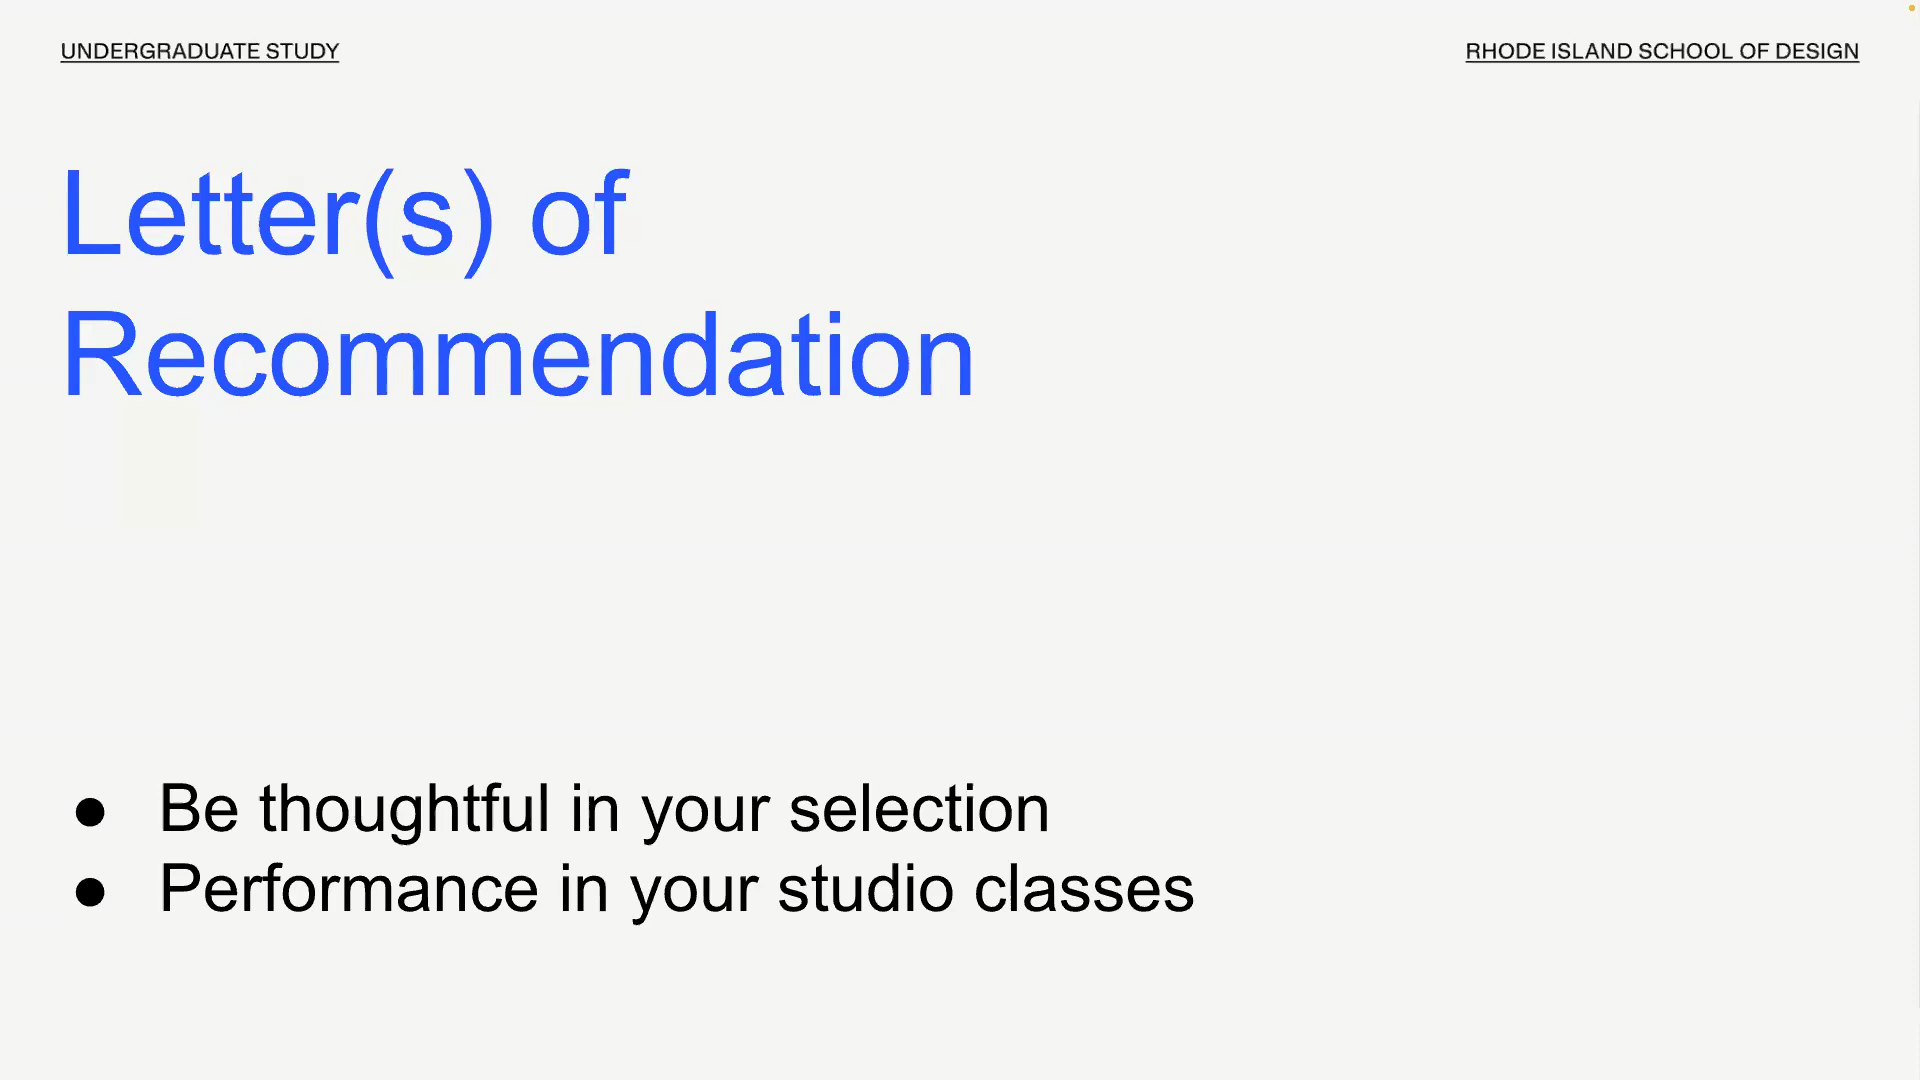 UNDERGRADUATE STUDY
RHODE ISLAND SCHOOL OF DESIGN
Letter(s) of
Recommendation
● Be thoughtful in your selection
● Performance in your studio classes